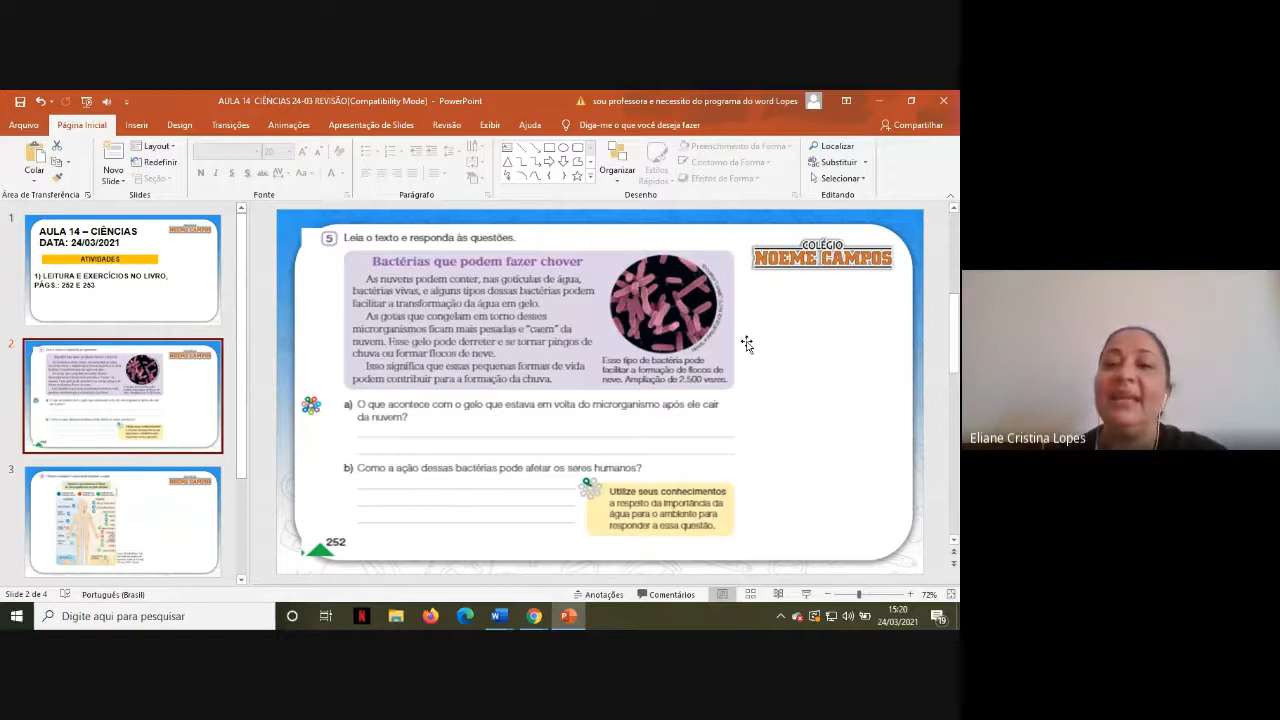 AULA 14 CIÊNCIAS 24-03 REVISÃO[Compatibility Mode] - PowerPoint
sou professora e necessito do programa do word Lopes
Arquivo Página Inicial Inserir Design Transições Animações Apresentação de Slides Revisão Exibir Ajuda Diga-me o que você deseja fazer Compartilhar
Colar Novo Slide Layout Redefinir Seção 20 Organizar Estilos Rápidos Preenchimento da Forma Contorno da Forma Efeitos de Forma Localizar Substituir Selecionar
Área de Transferência Slides Fonte Parágrafo Desenho Editando
1
AULA 14 – CIÊNCIAS
DATA: 24/03/2021
NOEME CAMPOS
ATIVIDADES
1) LEITURA E EXERCÍCIOS NO LIVRO,
PÁGS.: 252 E 253
2
NOEME CAMPOS
3
NOEME CAMPOS
5 Leia o texto e responda às questões.
COLÉGIO
NOEME CAMPOS
Bactérias que podem fazer chover
As nuvens podem conter, nas gotículas de água,
bactérias vivas, e alguns tipos dessas bactérias podem
facilitar a transformação da água em gelo.
As gotas que congelam em torno desses
microrganismos ficam mais pesadas e “caem” da
nuvem. Esse gelo pode derreter e se tornar pingos de
chuva ou formar flocos de neve.
Isso significa que essas pequenas formas de vida
podem contribuir para a formação da chuva.
Esse tipo de bactéria pode
facilitar a formação de flocos de
neve. Ampliação de 2.500 vezes.
a) O que acontece com o gelo que estava em volta do microrganismo após ele cair
da nuvem?
b) Como a ação dessas bactérias pode afetar os seres humanos?
Utilize seus conhecimentos
a respeito da importância da
água para o ambiente para
responder a essa questão.
252
Eliane Cristina Lopes
Slide 2 de 4 Português (Brasil) Anotações Comentários 72%
Digite aqui para pesquisar
15:20
24/03/2021
19